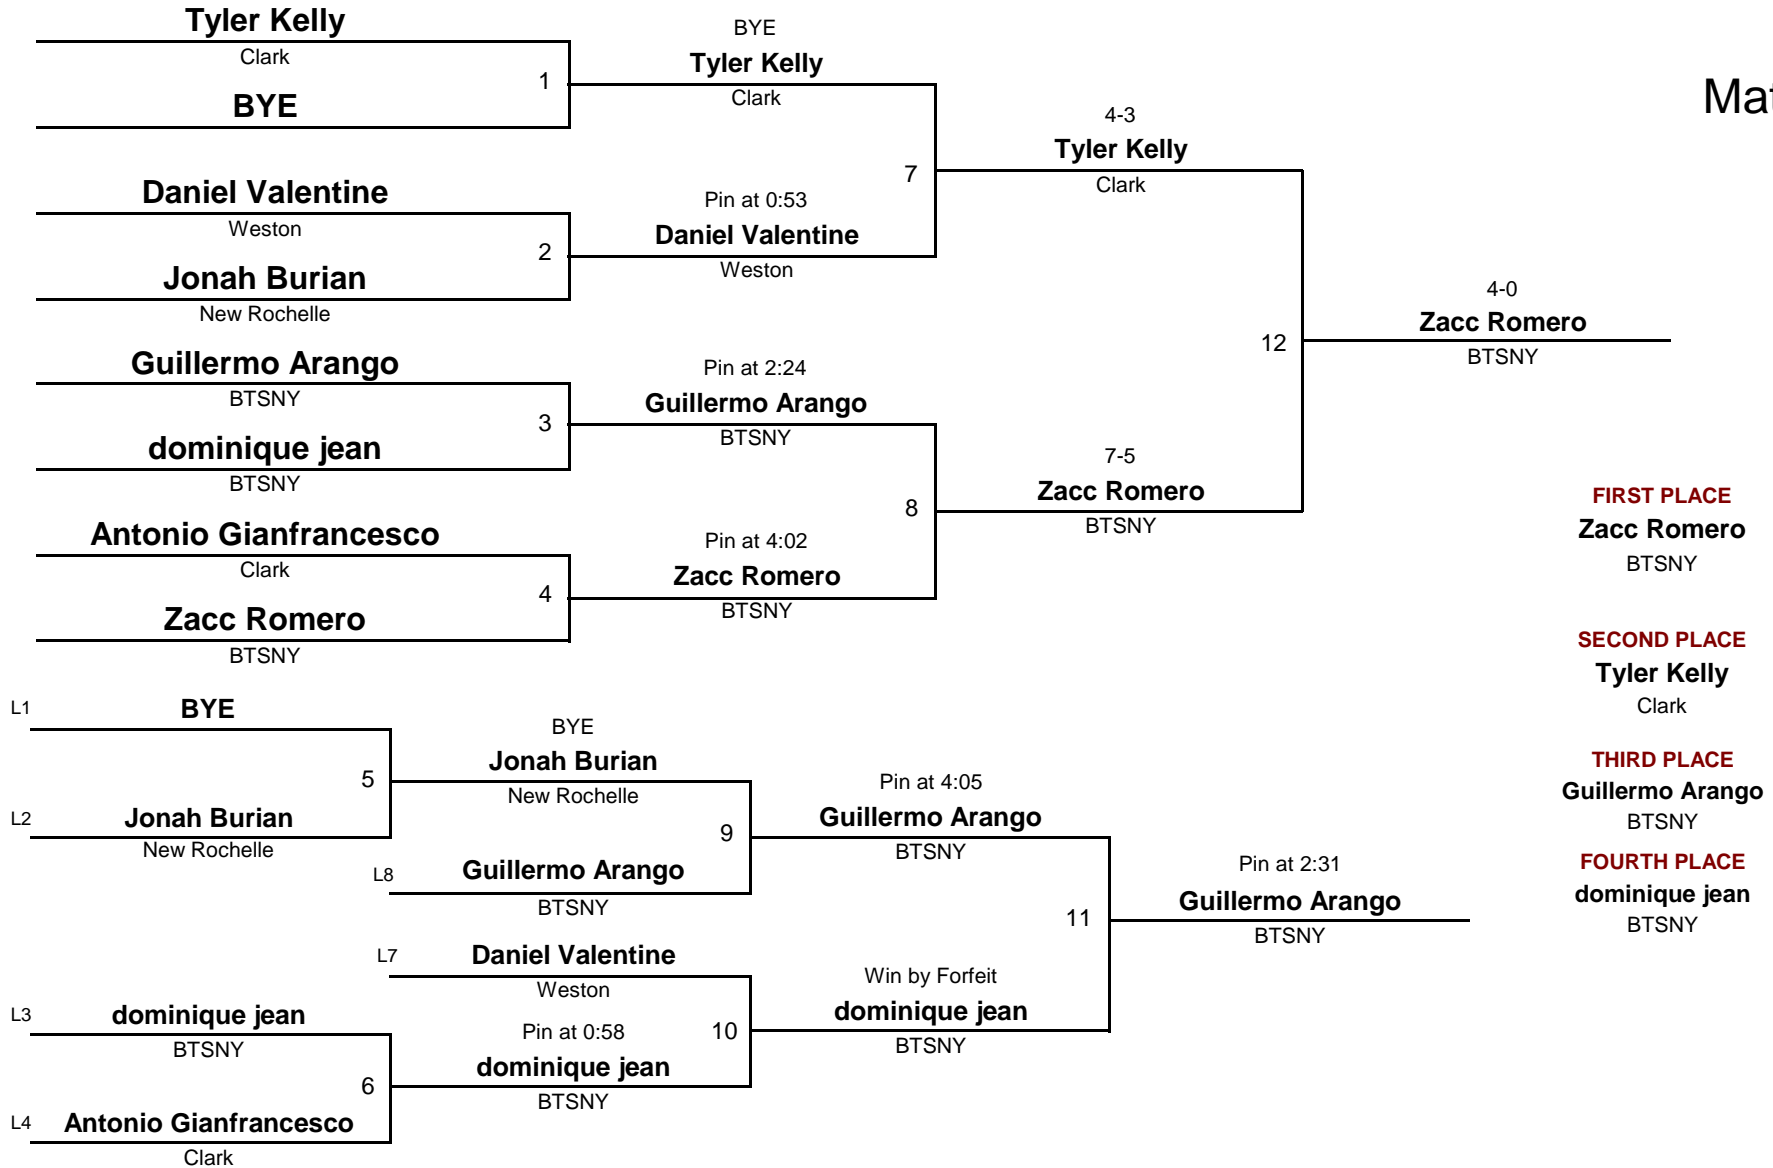 Tyler Kelly
Clark
1
BYE
Daniel Valentine
Weston
2
Jonah Burian
New Rochelle
Guillermo Arango
BTSNY
3
dominique jean
BTSNY
Antonio Gianfrancesco
Clark
4
Zacc Romero
BTSNY
BYE
Tyler Kelly
Clark
7
Pin at 0:53
Daniel Valentine
Weston
Pin at 2:24
Guillermo Arango
BTSNY
8
Pin at 4:02
Zacc Romero
BTSNY
4-3
Tyler Kelly
Clark
12
7-5
Zacc Romero
BTSNY
4-0
Zacc Romero
BTSNY
FIRST PLACE
Zacc Romero
BTSNY
SECOND PLACE
Tyler Kelly
Clark
THIRD PLACE
Guillermo Arango
BTSNY
FOURTH PLACE
dominique jean
BTSNY
L1 BYE
5
L2 Jonah Burian
New Rochelle
L3 dominique jean
BTSNY
6
L4 Antonio Gianfrancesco
Clark
BYE
Jonah Burian
New Rochelle
9
L8 Guillermo Arango
BTSNY
L7 Daniel Valentine
Weston
10
Pin at 0:58
dominique jean
BTSNY
Pin at 4:05
Guillermo Arango
BTSNY
11
Win by Forfeit
dominique jean
BTSNY
Pin at 2:31
Guillermo Arango
BTSNY